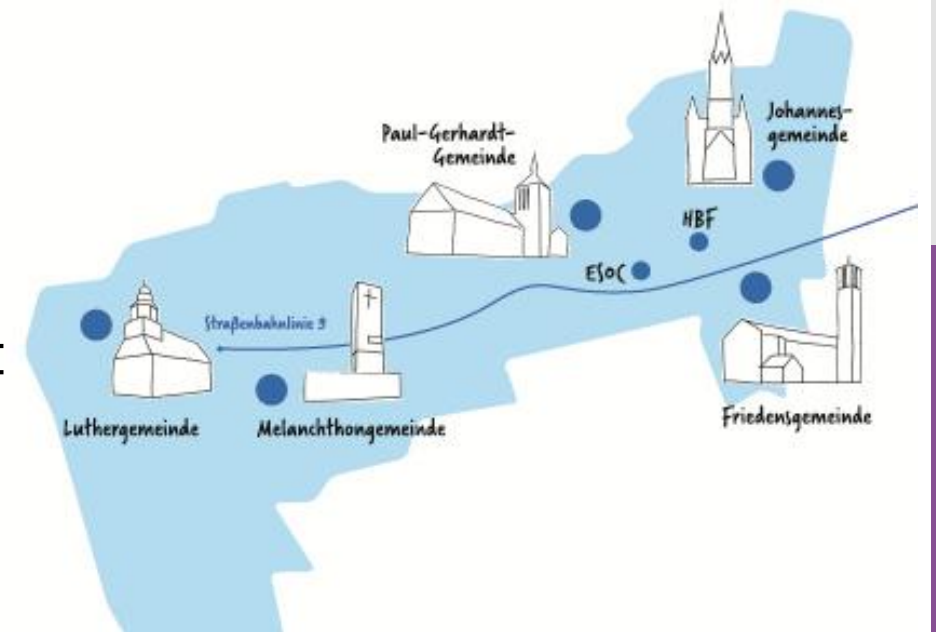 Johannes-
gemeinde
Paul-Gerhardt-
Gemeinde
HBF
ESOC
Straßenbahnlinie 9
Luthergemeinde
Melanchthongemeinde
Friedensgemeinde